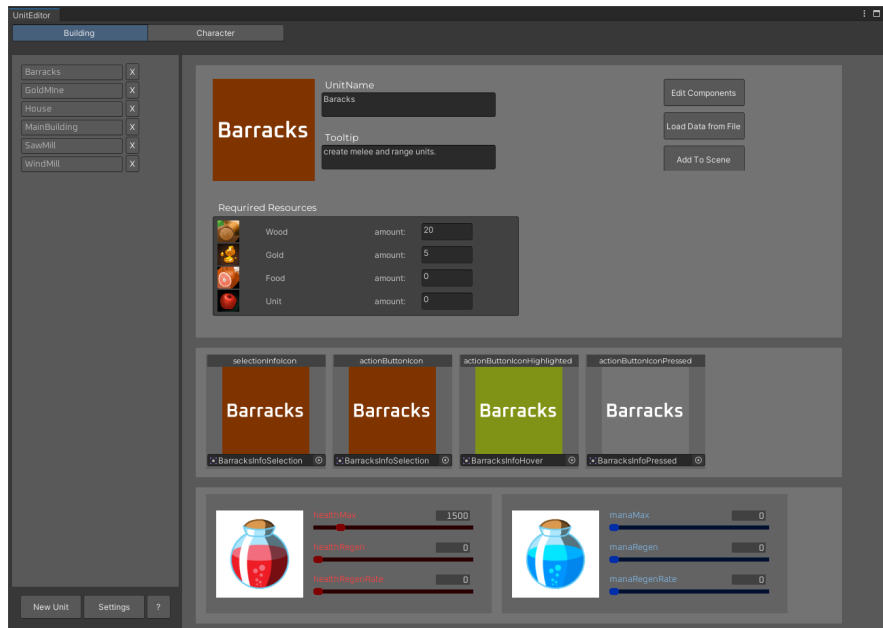 UnitEditor
Building
Character
Barracks X
GoldMIne X
House X
MainBuilding X
SawMill X
WindMill X
Barracks
UnitName
Baracks
Tooltip
create melee and range units.
Edit Components
Load Data from File
Add To Scene
Requrired Resources
Wood amount: 20
Gold amount: 5
Food amount: 0
Unit amount: 0
selectionInfoIcon
actionButtonIcon
actionButtonIconHighlighted
actionButtonIconPressed
Barracks
Barracks
Barracks
Barracks
BarracksInfoSelection
BarracksInfoSelection
BarracksInfoHover
BarracksInfoPressed
healthMax 1500
healthRegen 0
healthRegenRate 0
manaMax 0
manaRegen 0
manaRegenRate 0
New Unit
Settings
?